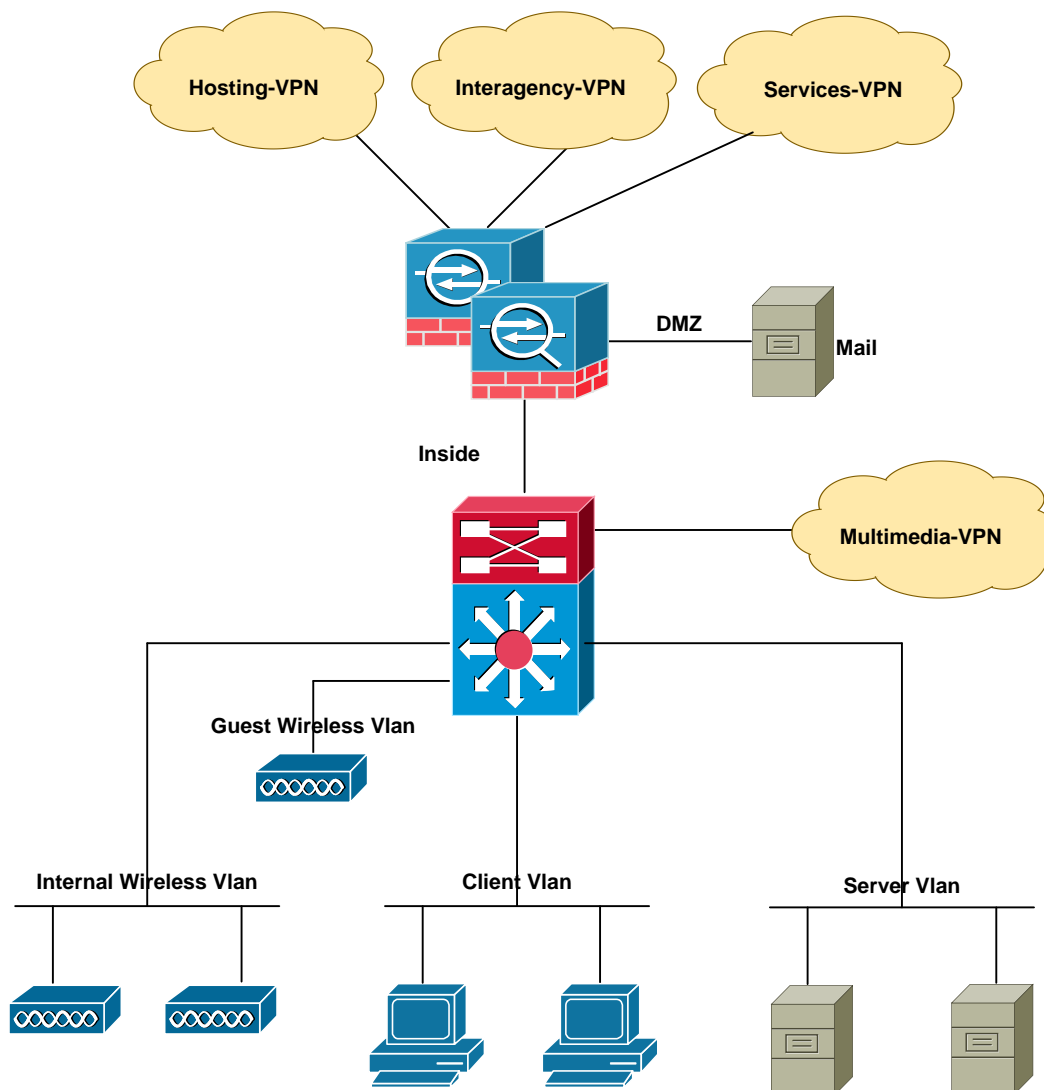 Hosting-VPN
Interagency-VPN
Services-VPN
DMZ
Mail
Inside
Multimedia-VPN
Guest Wireless Vlan
Internal Wireless Vlan
Client Vlan
Server Vlan